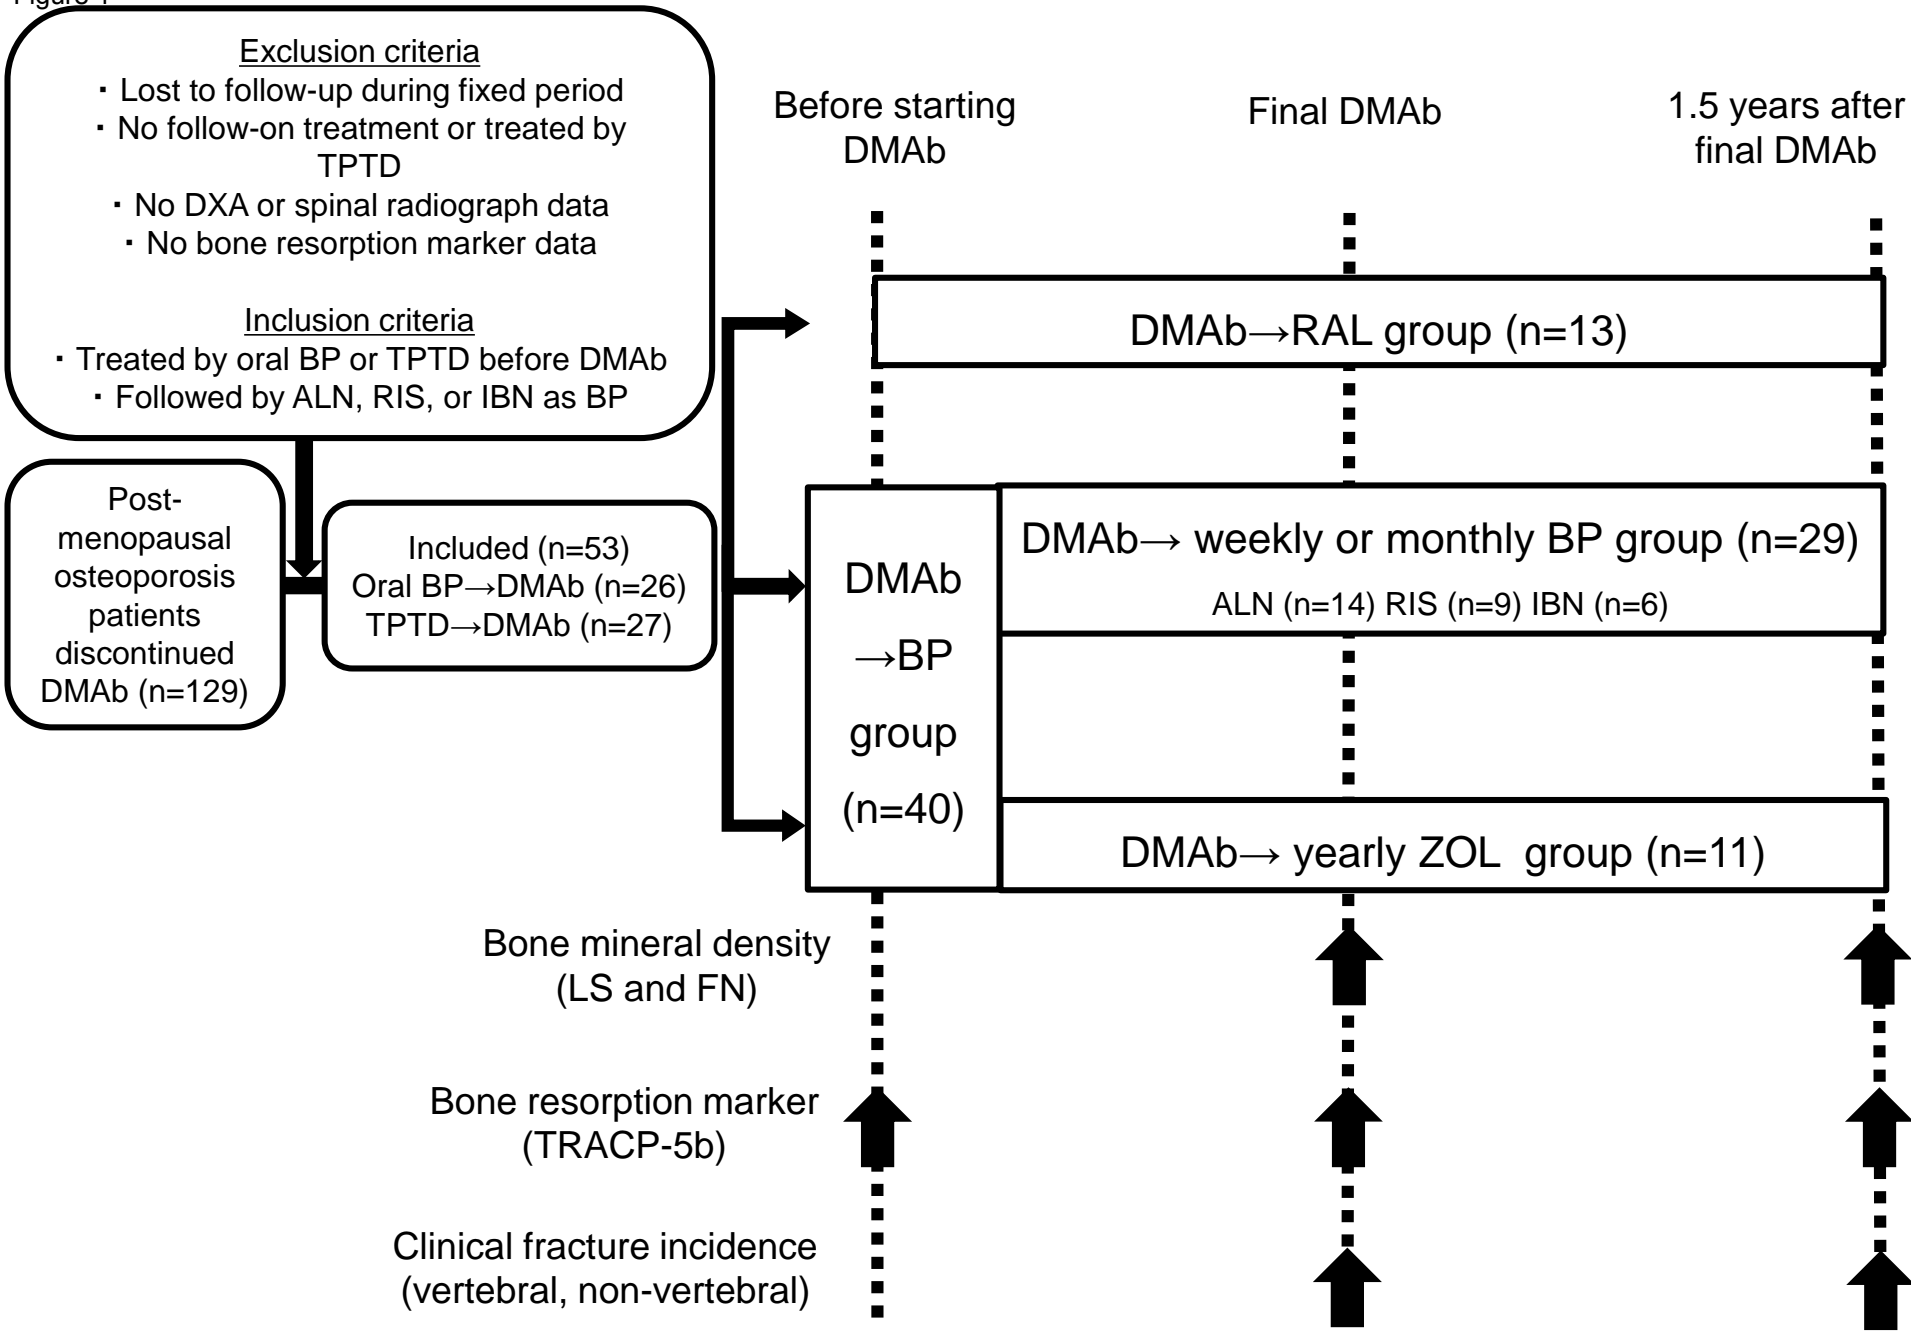 Figure 1
Exclusion criteria
・Lost to follow-up during fixed period
・No follow-on treatment or treated by
TPTD
・No DXA or spinal radiograph data
・No bone resorption marker data
Inclusion criteria
・Treated by oral BP or TPTD before DMAb
・Followed by ALN, RIS, or IBN as BP
Post-
menopausal
osteoporosis
patients
discontinued
DMAb (n=129)
Included (n=53)
Oral BP→DMAb (n=26)
TPTD→DMAb (n=27)
Before starting
DMAb
Final DMAb
1.5 years after
final DMAb
DMAb→RAL group (n=13)
DMAb
→BP
group
(n=40)
DMAb→ weekly or monthly BP group (n=29)
ALN (n=14) RIS (n=9) IBN (n=6)
DMAb→ yearly ZOL group (n=11)
Bone mineral density
(LS and FN)
Bone resorption marker
(TRACP-5b)
Clinical fracture incidence
(vertebral, non-vertebral)